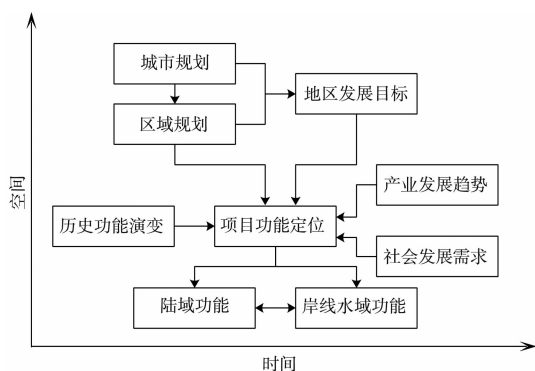 城市规划
区域规划
地区发展目标
产业发展趋势
历史功能演变
项目功能定位
社会发展需求
陆域功能
岸线水域功能
空间
时间